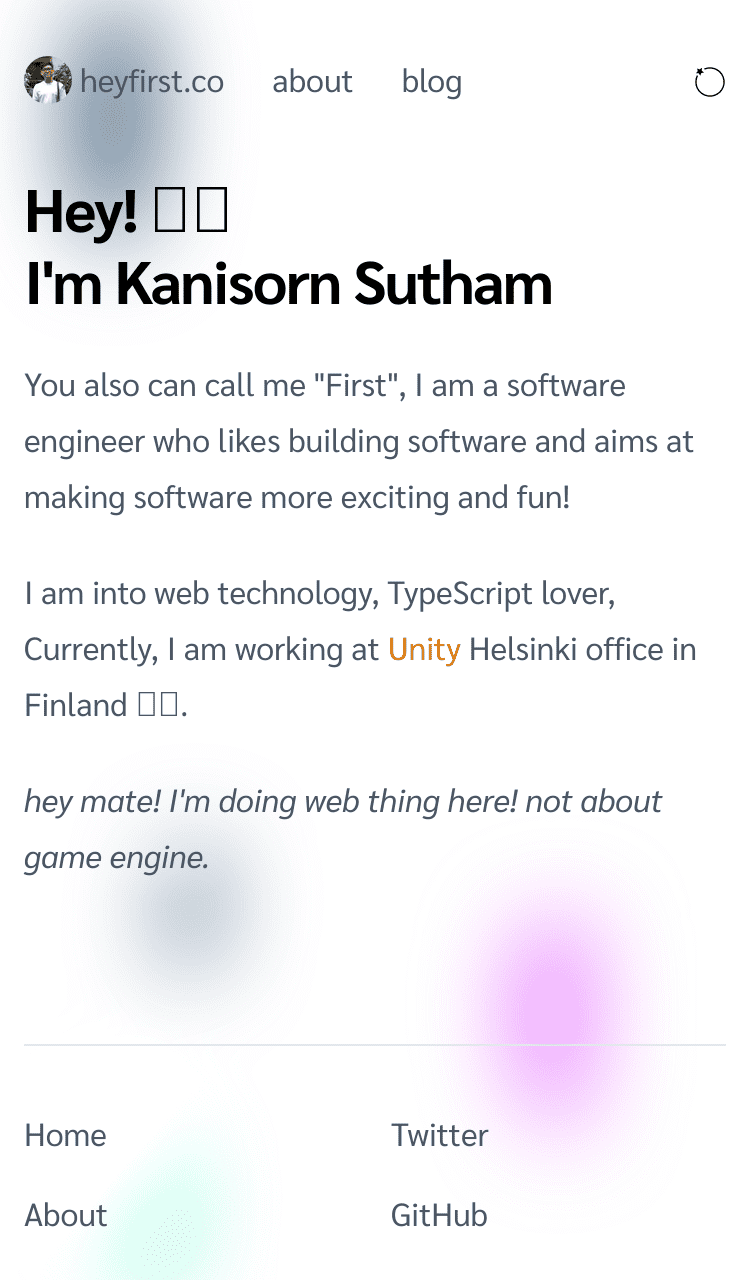 heyfirst.co about blog
Hey!
I'm Kanisorn Sutham
You also can call me "First", I am a software
engineer who likes building software and aims at
making software more exciting and fun!
I am into web technology, TypeScript lover,
Currently, I am working at Unity Helsinki office in
Finland .
hey mate! I'm doing web thing here! not about
game engine.
Home
Twitter
About
GitHub